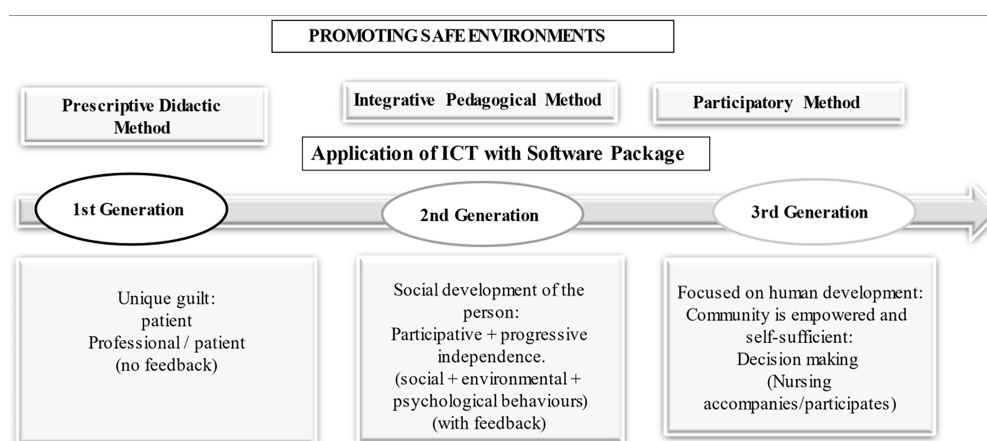 PROMOTING SAFE ENVIRONMENTS
Prescriptive Didactic
Method
Integrative Pedagogical Method
Participatory Method
Application of ICT with Software Package
1st Generation
2nd Generation
3rd Generation
Unique guilt:
patient
Professional / patient
(no feedback)
Social development of the
person:
Participative + progressive
independence.
(social + environmental +
psychological behaviours)
(with feedback)
Focused on human development:
Community is empowered and
self-sufficient:
Decision making
(Nursing
accompanies/participates)